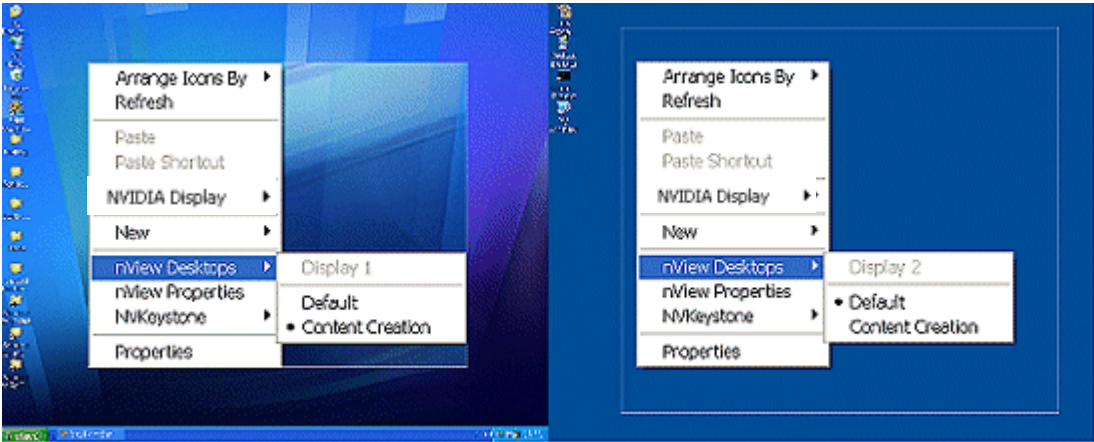 Arrange Icons By
Refresh
Paste
Paste Shortcut
NVIDIA Display
New
nView Desktops
nView Properties
NVKeystone
Properties
Display 1
Default
Content Creation
Arrange Icons By
Refresh
Paste
Paste Shortcut
NVIDIA Display
New
nView Desktops
nView Properties
NVKeystone
Properties
Display 2
Default
Content Creation